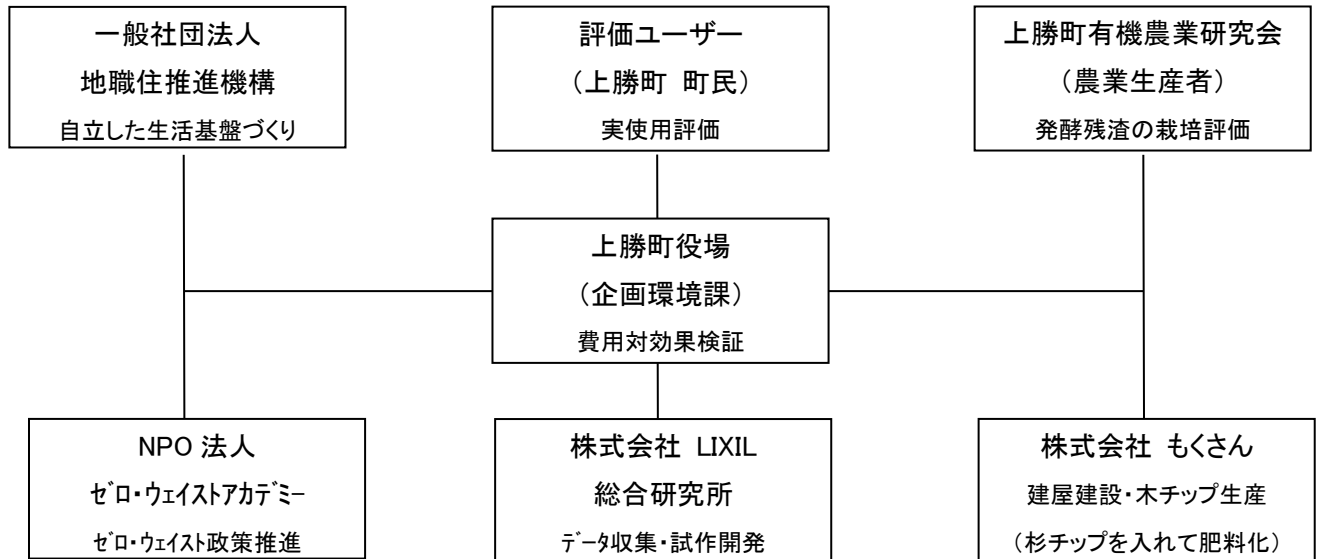 一般社団法人
地職住推進機構
自立した生活基盤づくり
評価ユーザー
（上勝町 町民）
実使用評価
上勝町有機農業研究会
（農業生産者）
発酵残渣の栽培評価
上勝町役場
（企画環境課）
費用対効果検証
NPO 法人
ｾﾞﾛ･ｳｪｲｽﾄｱｶﾃﾞﾐｰ
ｾﾞﾛ･ｳｪｲｽﾄ政策推進
株式会社 LIXIL
総合研究所
ﾃﾞｰﾀ収集･試作開発
株式会社 もくさん
建屋建設・木チップ生産
（杉チップを入れて肥料化）